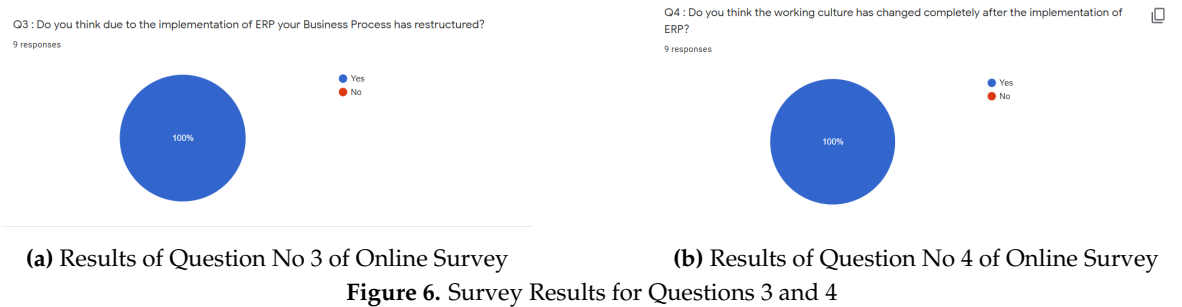 Q3 : Do you think due to the implementation of ERP your Business Process has restructured?
9 responses
Yes
No
100%
(a) Results of Question No 3 of Online Survey
Q4 : Do you think the working culture has changed completely after the implementation of
ERP?
9 responses
Yes
No
100%
(b) Results of Question No 4 of Online Survey
Figure 6. Survey Results for Questions 3 and 4